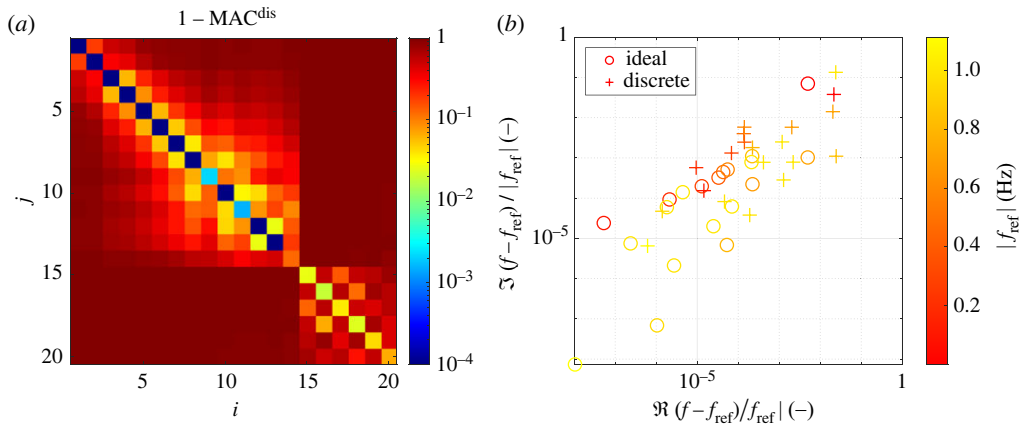 (a)
1 – MAC^dis
5
10
15
20
j
5
10
15
20
i
1
10^–1
10^–2
10^–3
10^–4
(b)
ideal
discrete
1
10^–5
ℑ (f – f_ref) / |f_ref| (–)
10^–5
1
ℜ (f – f_ref)/f_ref| (–)
1.0
0.8
0.6
0.4
0.2
|f_ref| (Hz)